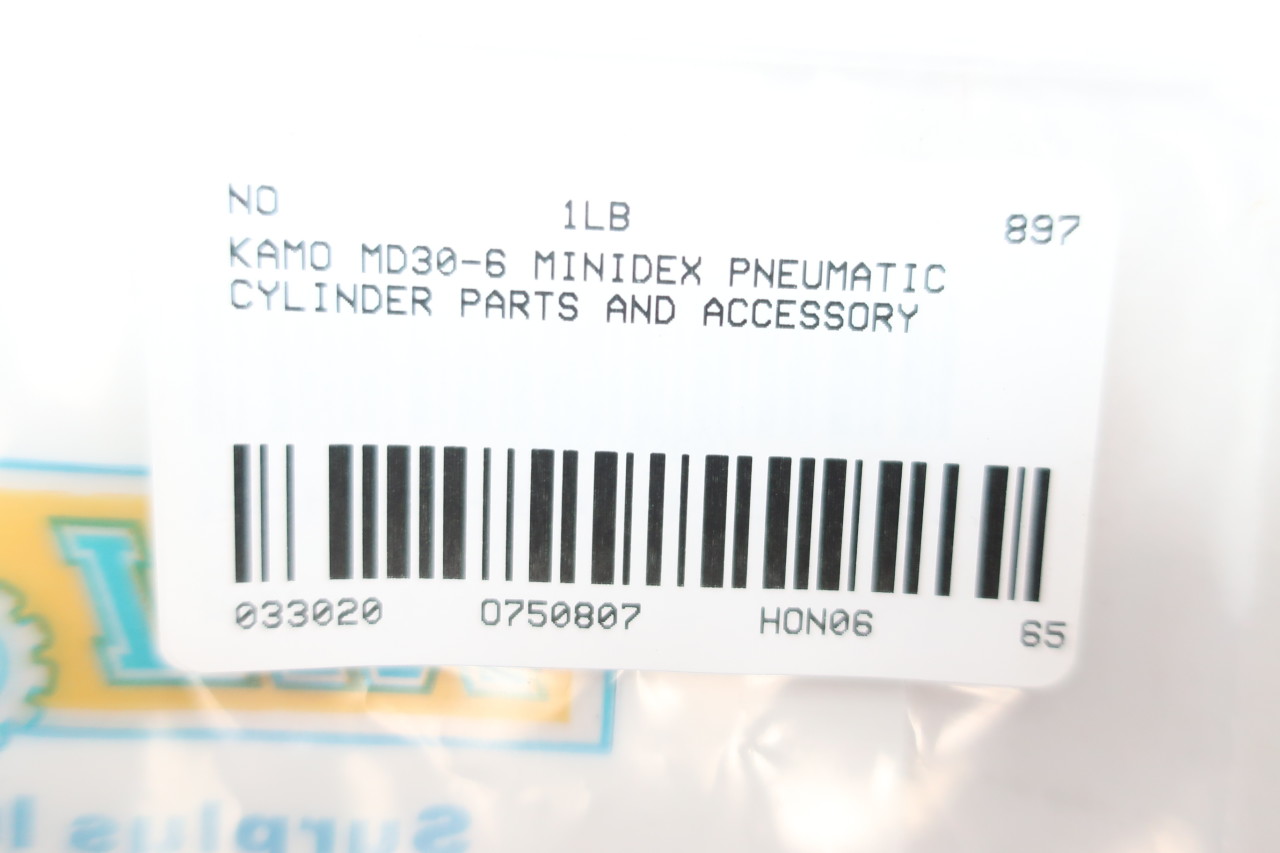 NO 1LB 897
KAMO MD30-6 MINIDEX PNEUMATIC
CYLINDER PARTS AND ACCESSORY
033020 0750807 HON06 65
Surplus